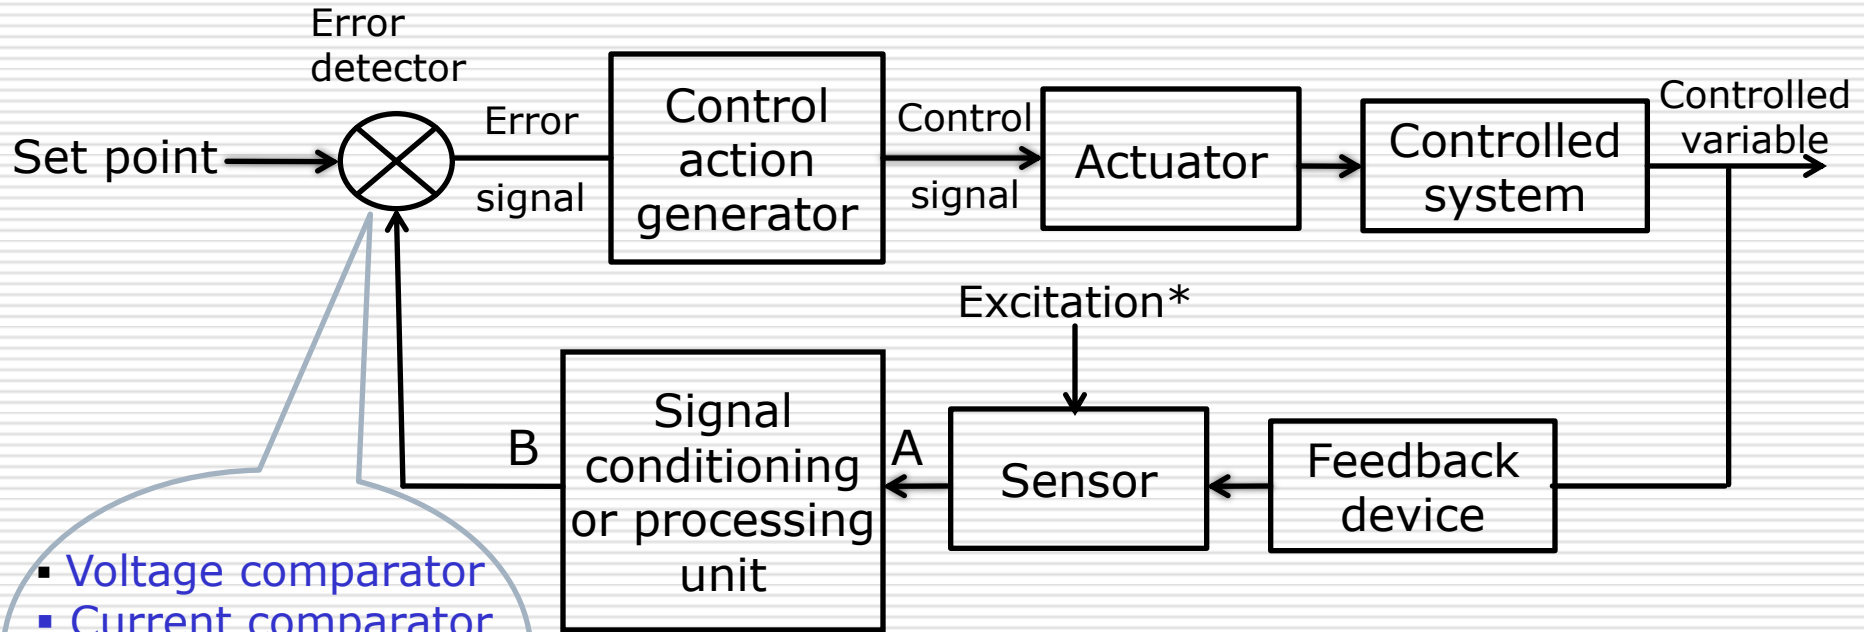 Error
detector
Set point
Error
signal
Control
action
generator
Control
signal
Actuator
Controlled
system
Controlled
variable
Excitation*
B
Signal
conditioning
or processing
unit
A
Sensor
Feedback
device
▪ Voltage comparator
▪ Current comparator